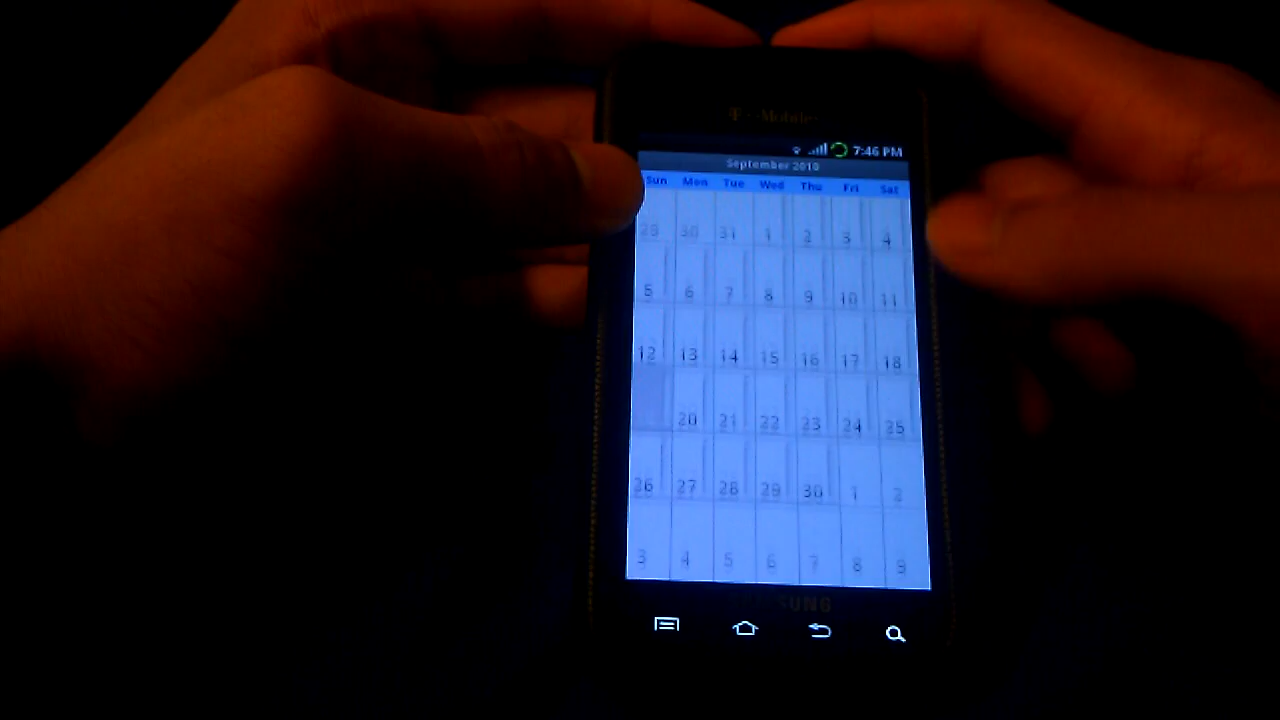 T-Mobile
7:46 PM
September 2010
Sun Mon Tue Wed Thu Fri Sat
29 30 31 1 2 3 4
5 6 7 8 9 10 11
12 13 14 15 16 17 18
20 21 22 23 24 25
26 27 28 29 30 1 2
3 4 5 6 7 8 9
SAMSUNG